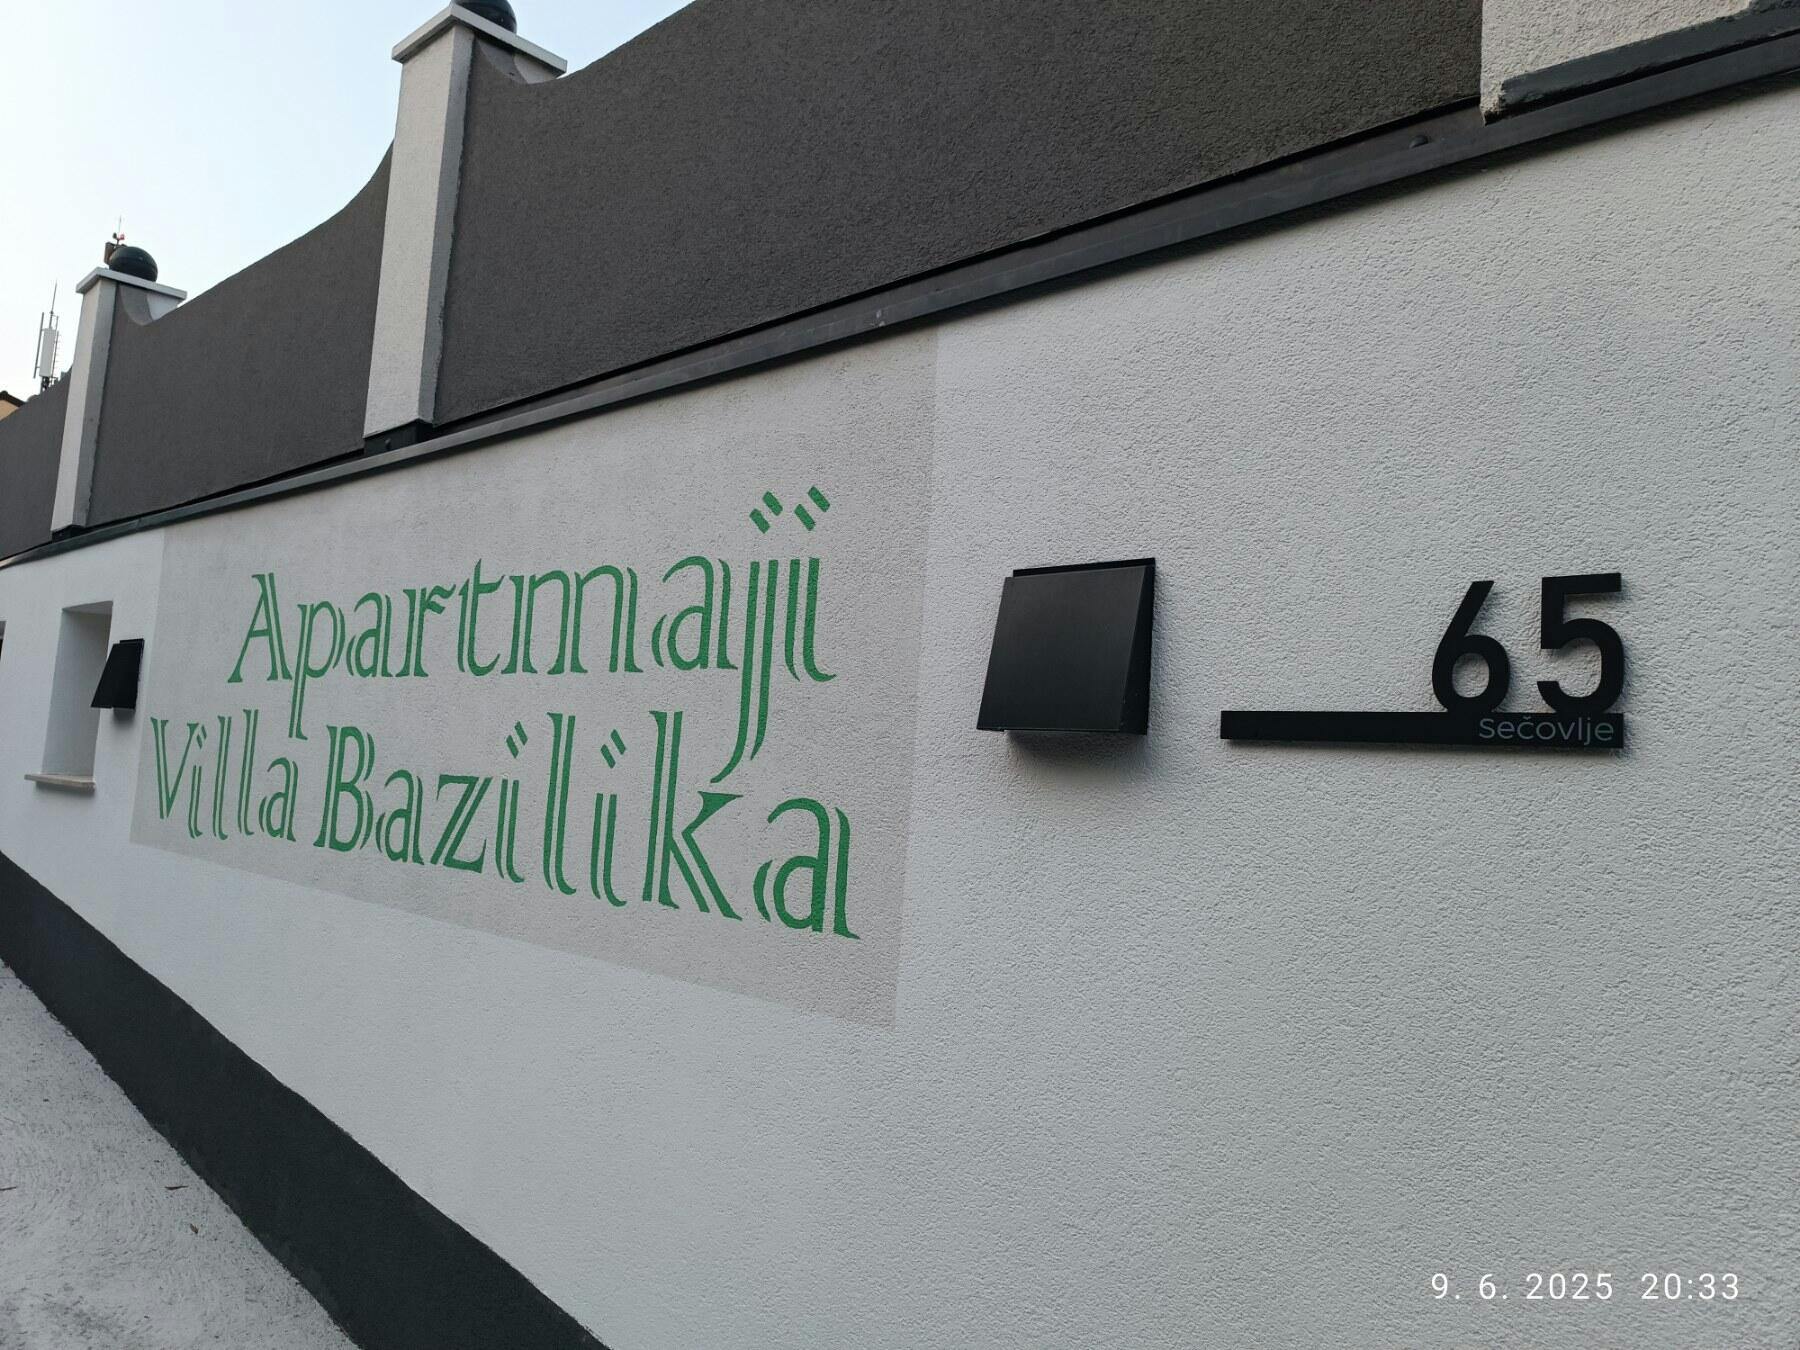 Apartmaji
Villa Bazilika
65
Sečovlje
9. 6. 2025 20:33